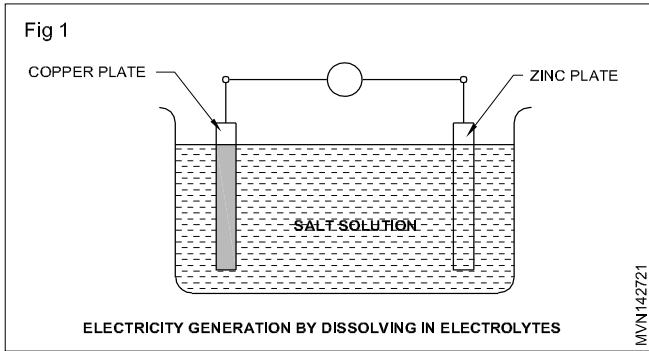 Fig 1
COPPER PLATE
ZINC PLATE
SALT SOLUTION
ELECTRICITY GENERATION BY DISSOLVING IN ELECTROLYTES
MVN142721